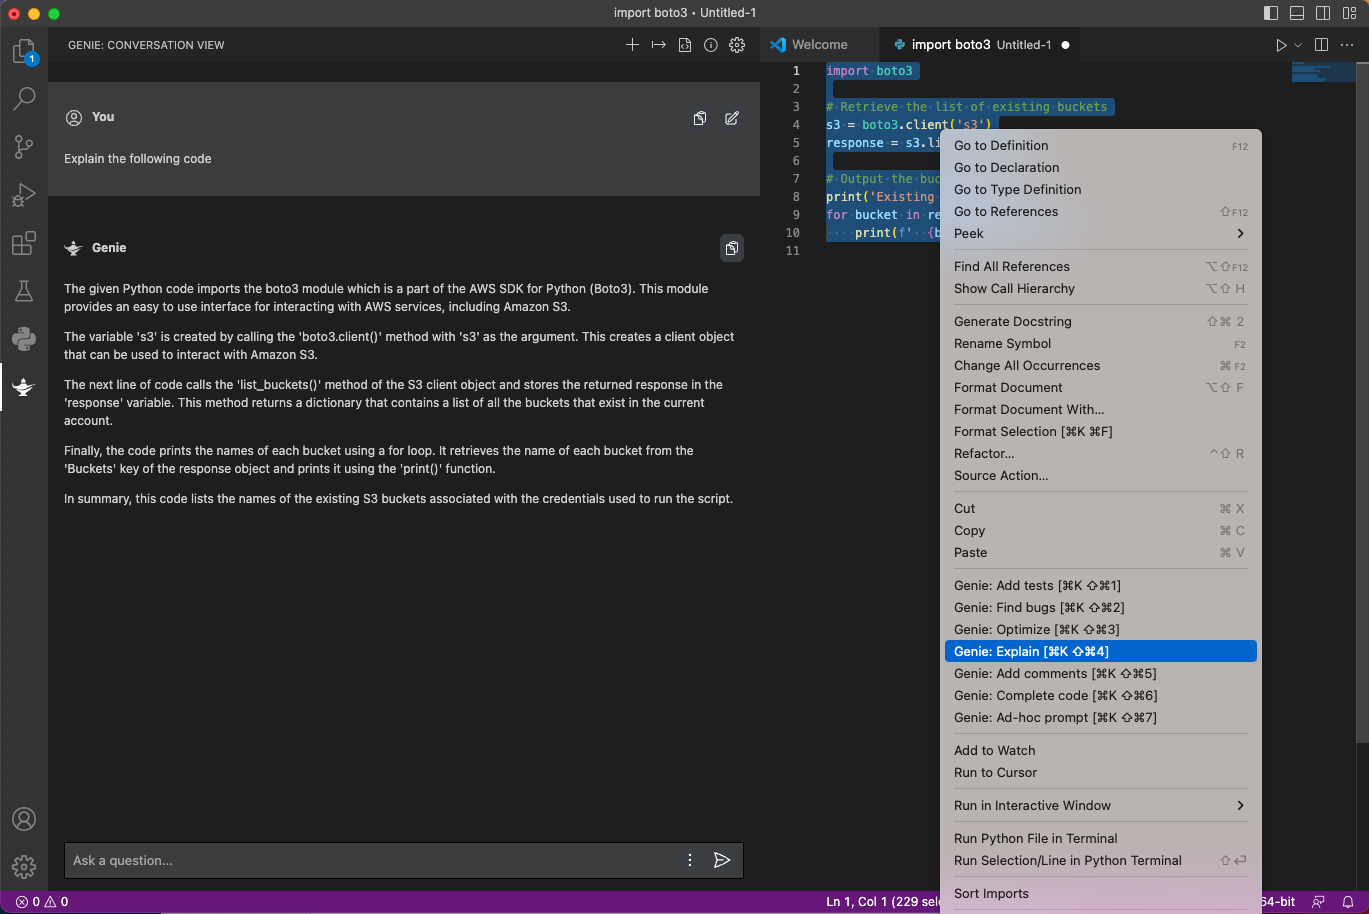 import boto3 • Untitled-1
GENIE: CONVERSATION VIEW
Welcome
import boto3 Untitled-1
1
You
Explain the following code
Genie
The given Python code imports the boto3 module which is a part of the AWS SDK for Python (Boto3). This module
provides an easy to use interface for interacting with AWS services, including Amazon S3.
The variable 's3' is created by calling the 'boto3.client()' method with 's3' as the argument. This creates a client object
that can be used to interact with Amazon S3.
The next line of code calls the 'list_buckets()' method of the S3 client object and stores the returned response in the
'response' variable. This method returns a dictionary that contains a list of all the buckets that exist in the current
account.
Finally, the code prints the names of each bucket using a for loop. It retrieves the name of each bucket from the
'Buckets' key of the response object and prints it using the 'print()' function.
In summary, this code lists the names of the existing S3 buckets associated with the credentials used to run the script.
Ask a question...
1 import boto3
2
3 # Retrieve the list of existing buckets
4 s3 = boto3.client('s3')
5 response = s3.li
6
7 # Output the buc
8 print('Existing
9 for bucket in re
10 print(f'  {b
11
Go to Definition F12
Go to Declaration
Go to Type Definition
Go to References ⇧F12
Peek
Find All References ⌥⇧F12
Show Call Hierarchy ⌥⇧ H
Generate Docstring ⇧⌘ 2
Rename Symbol F2
Change All Occurrences ⌘ F2
Format Document ⌥⇧ F
Format Document With...
Format Selection [⌘K ⌘F]
Refactor... ^⇧ R
Source Action...
Cut ⌘ X
Copy ⌘ C
Paste ⌘ V
Genie: Add tests [⌘K ⇧⌘1]
Genie: Find bugs [⌘K ⇧⌘2]
Genie: Optimize [⌘K ⇧⌘3]
Genie: Explain [⌘K ⇧⌘4]
Genie: Add comments [⌘K ⇧⌘5]
Genie: Complete code [⌘K ⇧⌘6]
Genie: Ad-hoc prompt [⌘K ⇧⌘7]
Add to Watch
Run to Cursor
Run in Interactive Window
Run Python File in Terminal
Run Selection/Line in Python Terminal ⇧⏎
Sort Imports
0 0
Ln 1, Col 1 (229 sele
64-bit